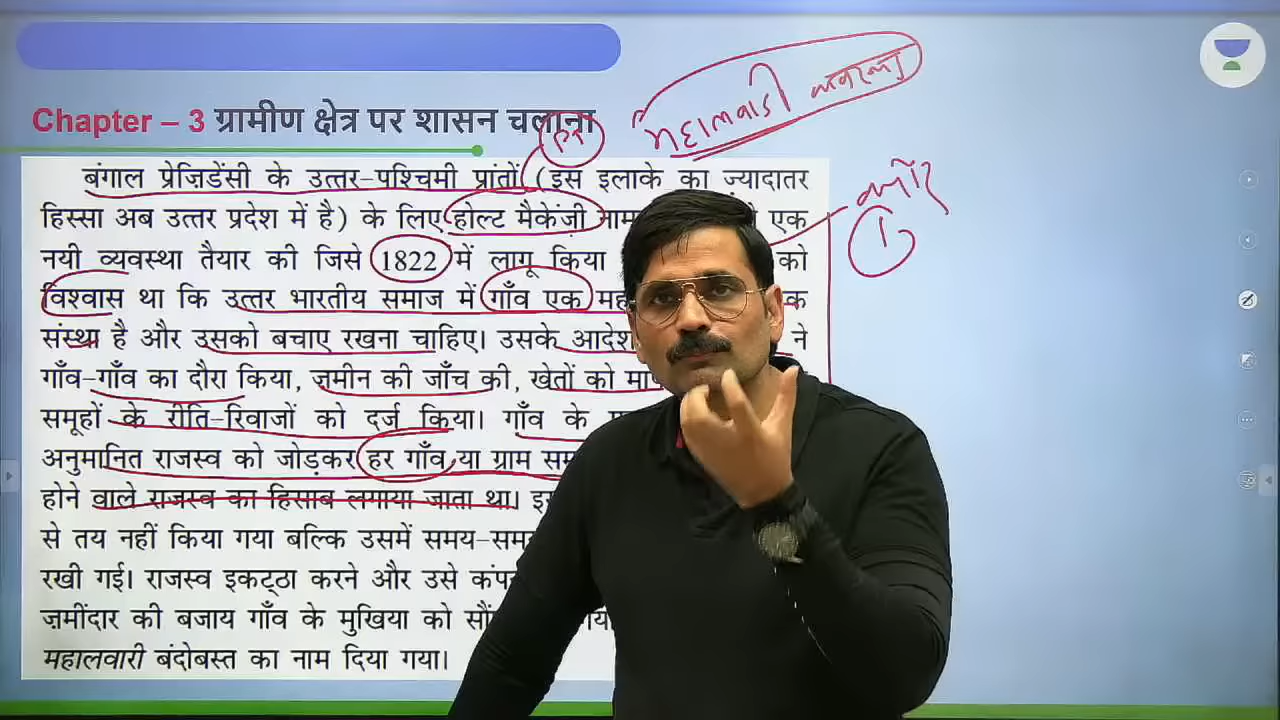 महालवाडी
Chapter – 3 ग्रामीण क्षेत्र पर शासन चलाना
बंगाल प्रेज़िडेंसी के उत्तर-पश्चिमी प्रांतों (इस इलाके का ज़्यादातर
हिस्सा अब उत्तर प्रदेश में है) के लिए होल्ट मैकेंज़ी एक
नयी व्यवस्था तैयार की जिसे 1822 में लागू किया को
विश्वास था कि उत्तर भारतीय समाज में गाँव एक
संस्था है और उसको बचाए रखना चाहिए। उसके आदेश ने
गाँव-गाँव का दौरा किया, ज़मीन की जाँच की, खेतों को
समूहों के रीति-रिवाजों को दर्ज किया। गाँव के
अनुमानित राजस्व को जोड़कर हर गाँव या ग्राम
होने वाले राजस्व का हिसाब लगाया जाता था।
से तय नहीं किया गया बल्कि उसमें
रखी गई। राजस्व इकट्ठा करने और उसे
ज़मींदार की बजाय गाँव के मुखिया को
महालवारी बंदोबस्त का नाम दिया गया।